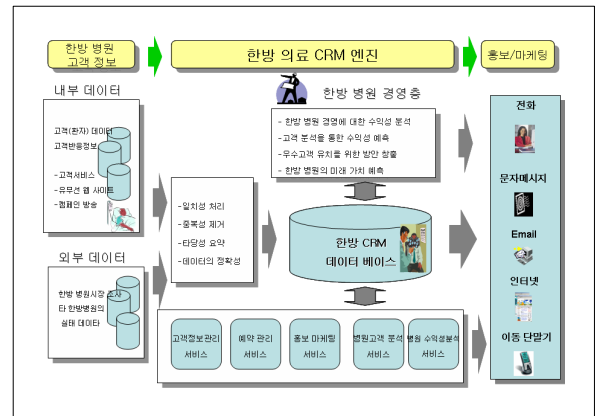 한방 병원
고객 정보
한방 의료 CRM 엔진
홍보/마케팅
내부 데이터
고객(환자) 데이터
고객반응정보
-고객서비스
-유무선 웹 사이트
-캠페인 방송
외부 데이터
한방 병원시장 조사
타 한방병원의
실태 데이타
-일치성 처리
-중복성 제거
-타당성 요약
-데이터의 정확성
한방 병원 경영층
- 한방 병원 경영에 대한 수익성 분석
-고객 분석을 통한 수익성 예측
-우수고객 유치를 위한 방안 창출
- 한방 병원의 미래 가치 예측
한방 CRM
데이터 베이스
고객정보관리
서비스
예약 관리
서비스
홍보 마케팅
서비스
병원고객 분석
서비스
병원 수익성분석
서비스
전화
문자메시지
Email
인터넷
이동 단말기